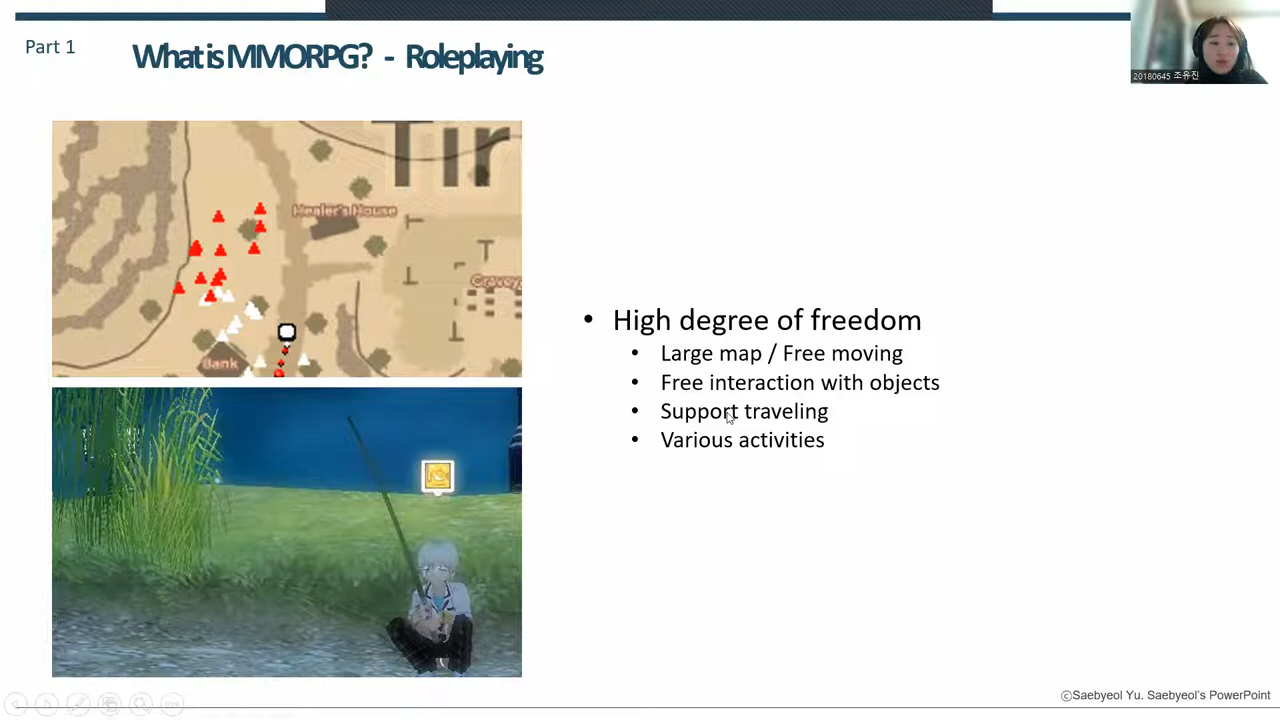 Part 1
What is MMORPG? - Roleplaying
20180645 조유진
Tir
Healer's House
Bank
• High degree of freedom
• Large map / Free moving
• Free interaction with objects
• Support traveling
• Various activities
ⓒSaebyeol Yu. Saebyeol's PowerPoint